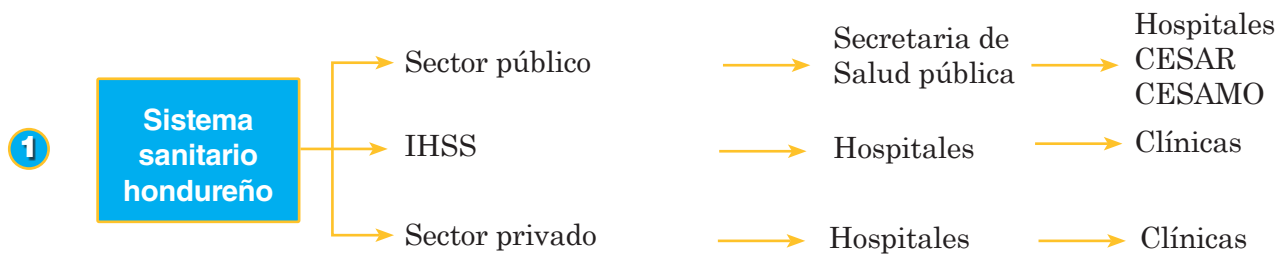 1
Sistema
sanitario
hondureño
Sector público
Secretaria de
Salud pública
Hospitales
CESAR
CESAMO
IHSS
Hospitales
Clínicas
Sector privado
Hospitales
Clínicas